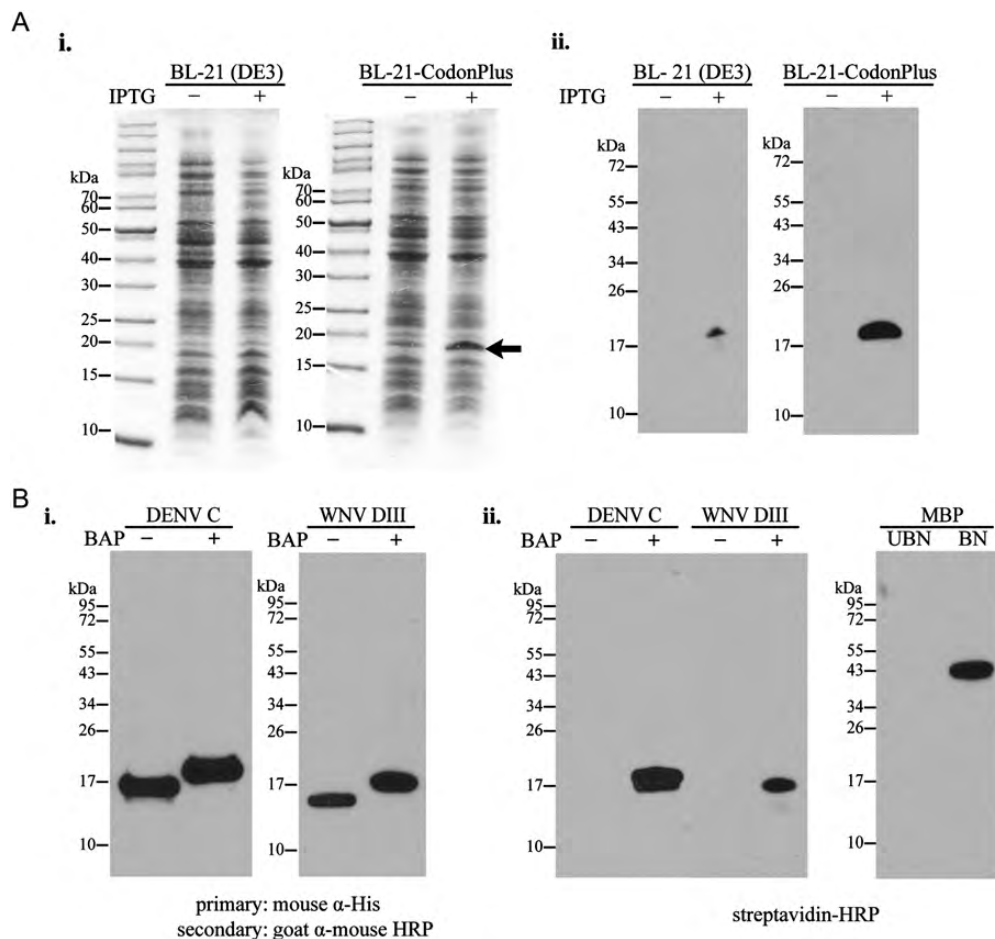 A
i.
BL-21 (DE3) BL-21-CodonPlus
IPTG – + – +
kDa
70
60
50
40
30
25
20
15
10
kDa
70
60
50
40
30
25
20
15
10
ii.
BL- 21 (DE3) BL-21-CodonPlus
IPTG – + – +
kDa
72
55
43
34
26
17
10
kDa
72
55
43
34
26
17
10
B
i.
DENV C WNV DIII
BAP – + BAP – +
kDa
95
72
55
43
34
26
17
10
kDa
95
72
55
43
34
26
17
10
primary: mouse α-His
secondary: goat α-mouse HRP
ii.
DENV C WNV DIII MBP
BAP – + – + UBN BN
kDa
95
72
55
43
34
26
17
10
kDa
95
72
55
43
34
26
17
10
streptavidin-HRP